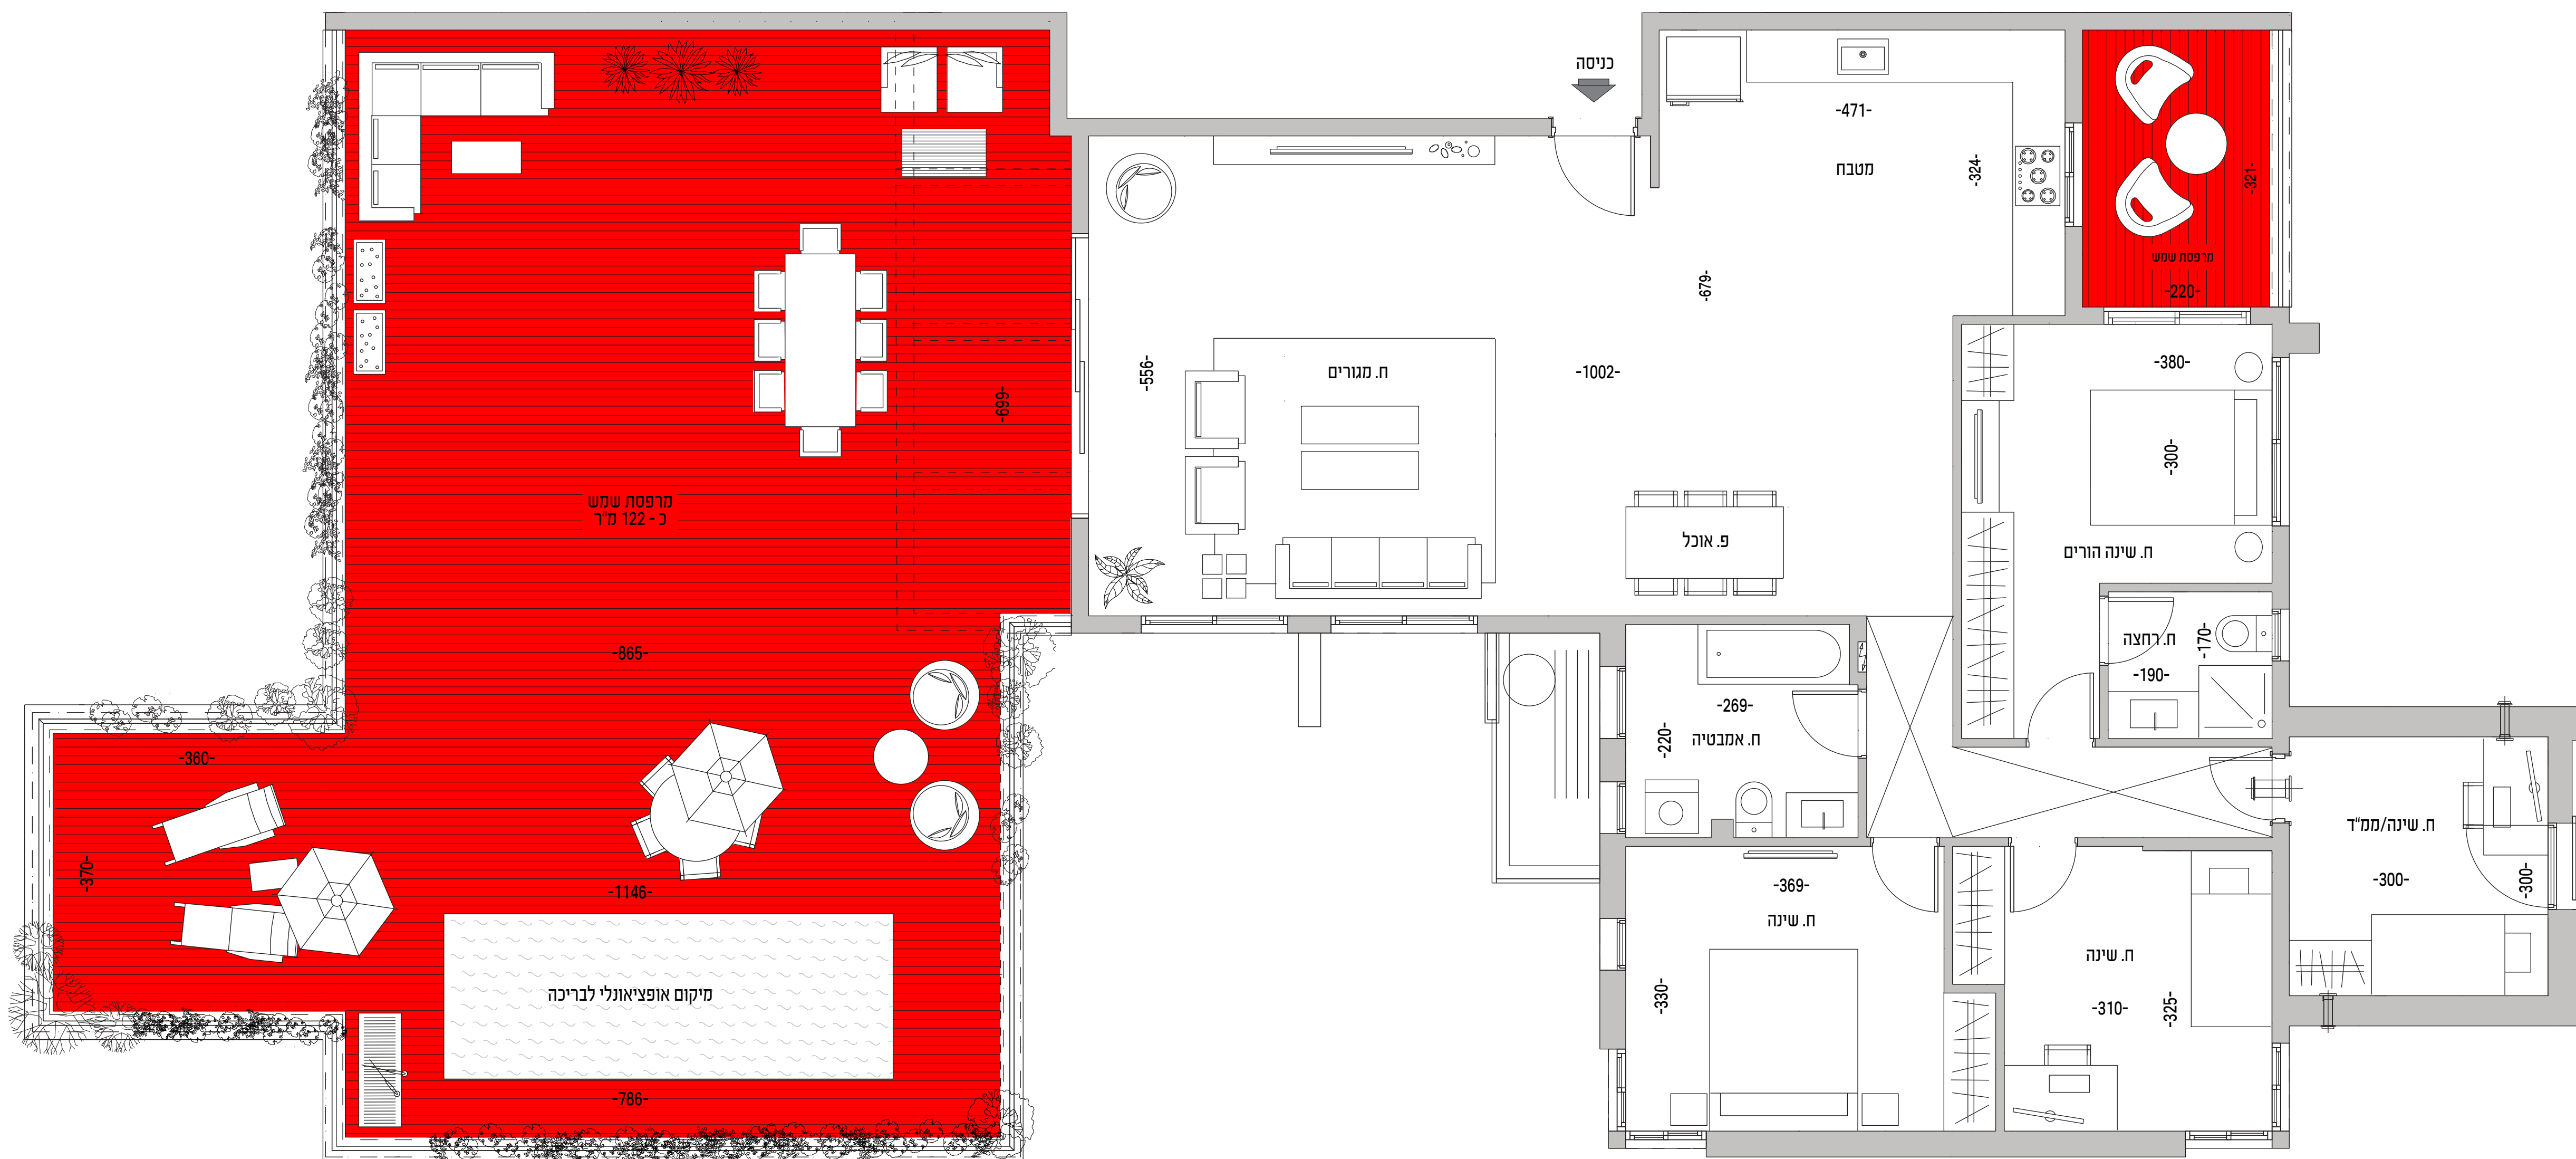 כניסה
-471-
מטבח
-324-
-321-
מרפסת שמש
-220-
-679-
-556-
ח. מגורים
-1002-
-699-
-380-
-300-
ח. שינה הורים
מרפסת שמש
כ - 122 מ"ר
פ. אוכל
ח. רחצה
-170-
-190-
-865-
-269-
ח. אמבטיה
-220-
-360-
-370-
-1146-
ח. שינה/ממ"ד
-300-
-300-
-369-
ח. שינה
-330-
ח. שינה
-310-
-325-
מיקום אופציאונלי לבריכה
-786-